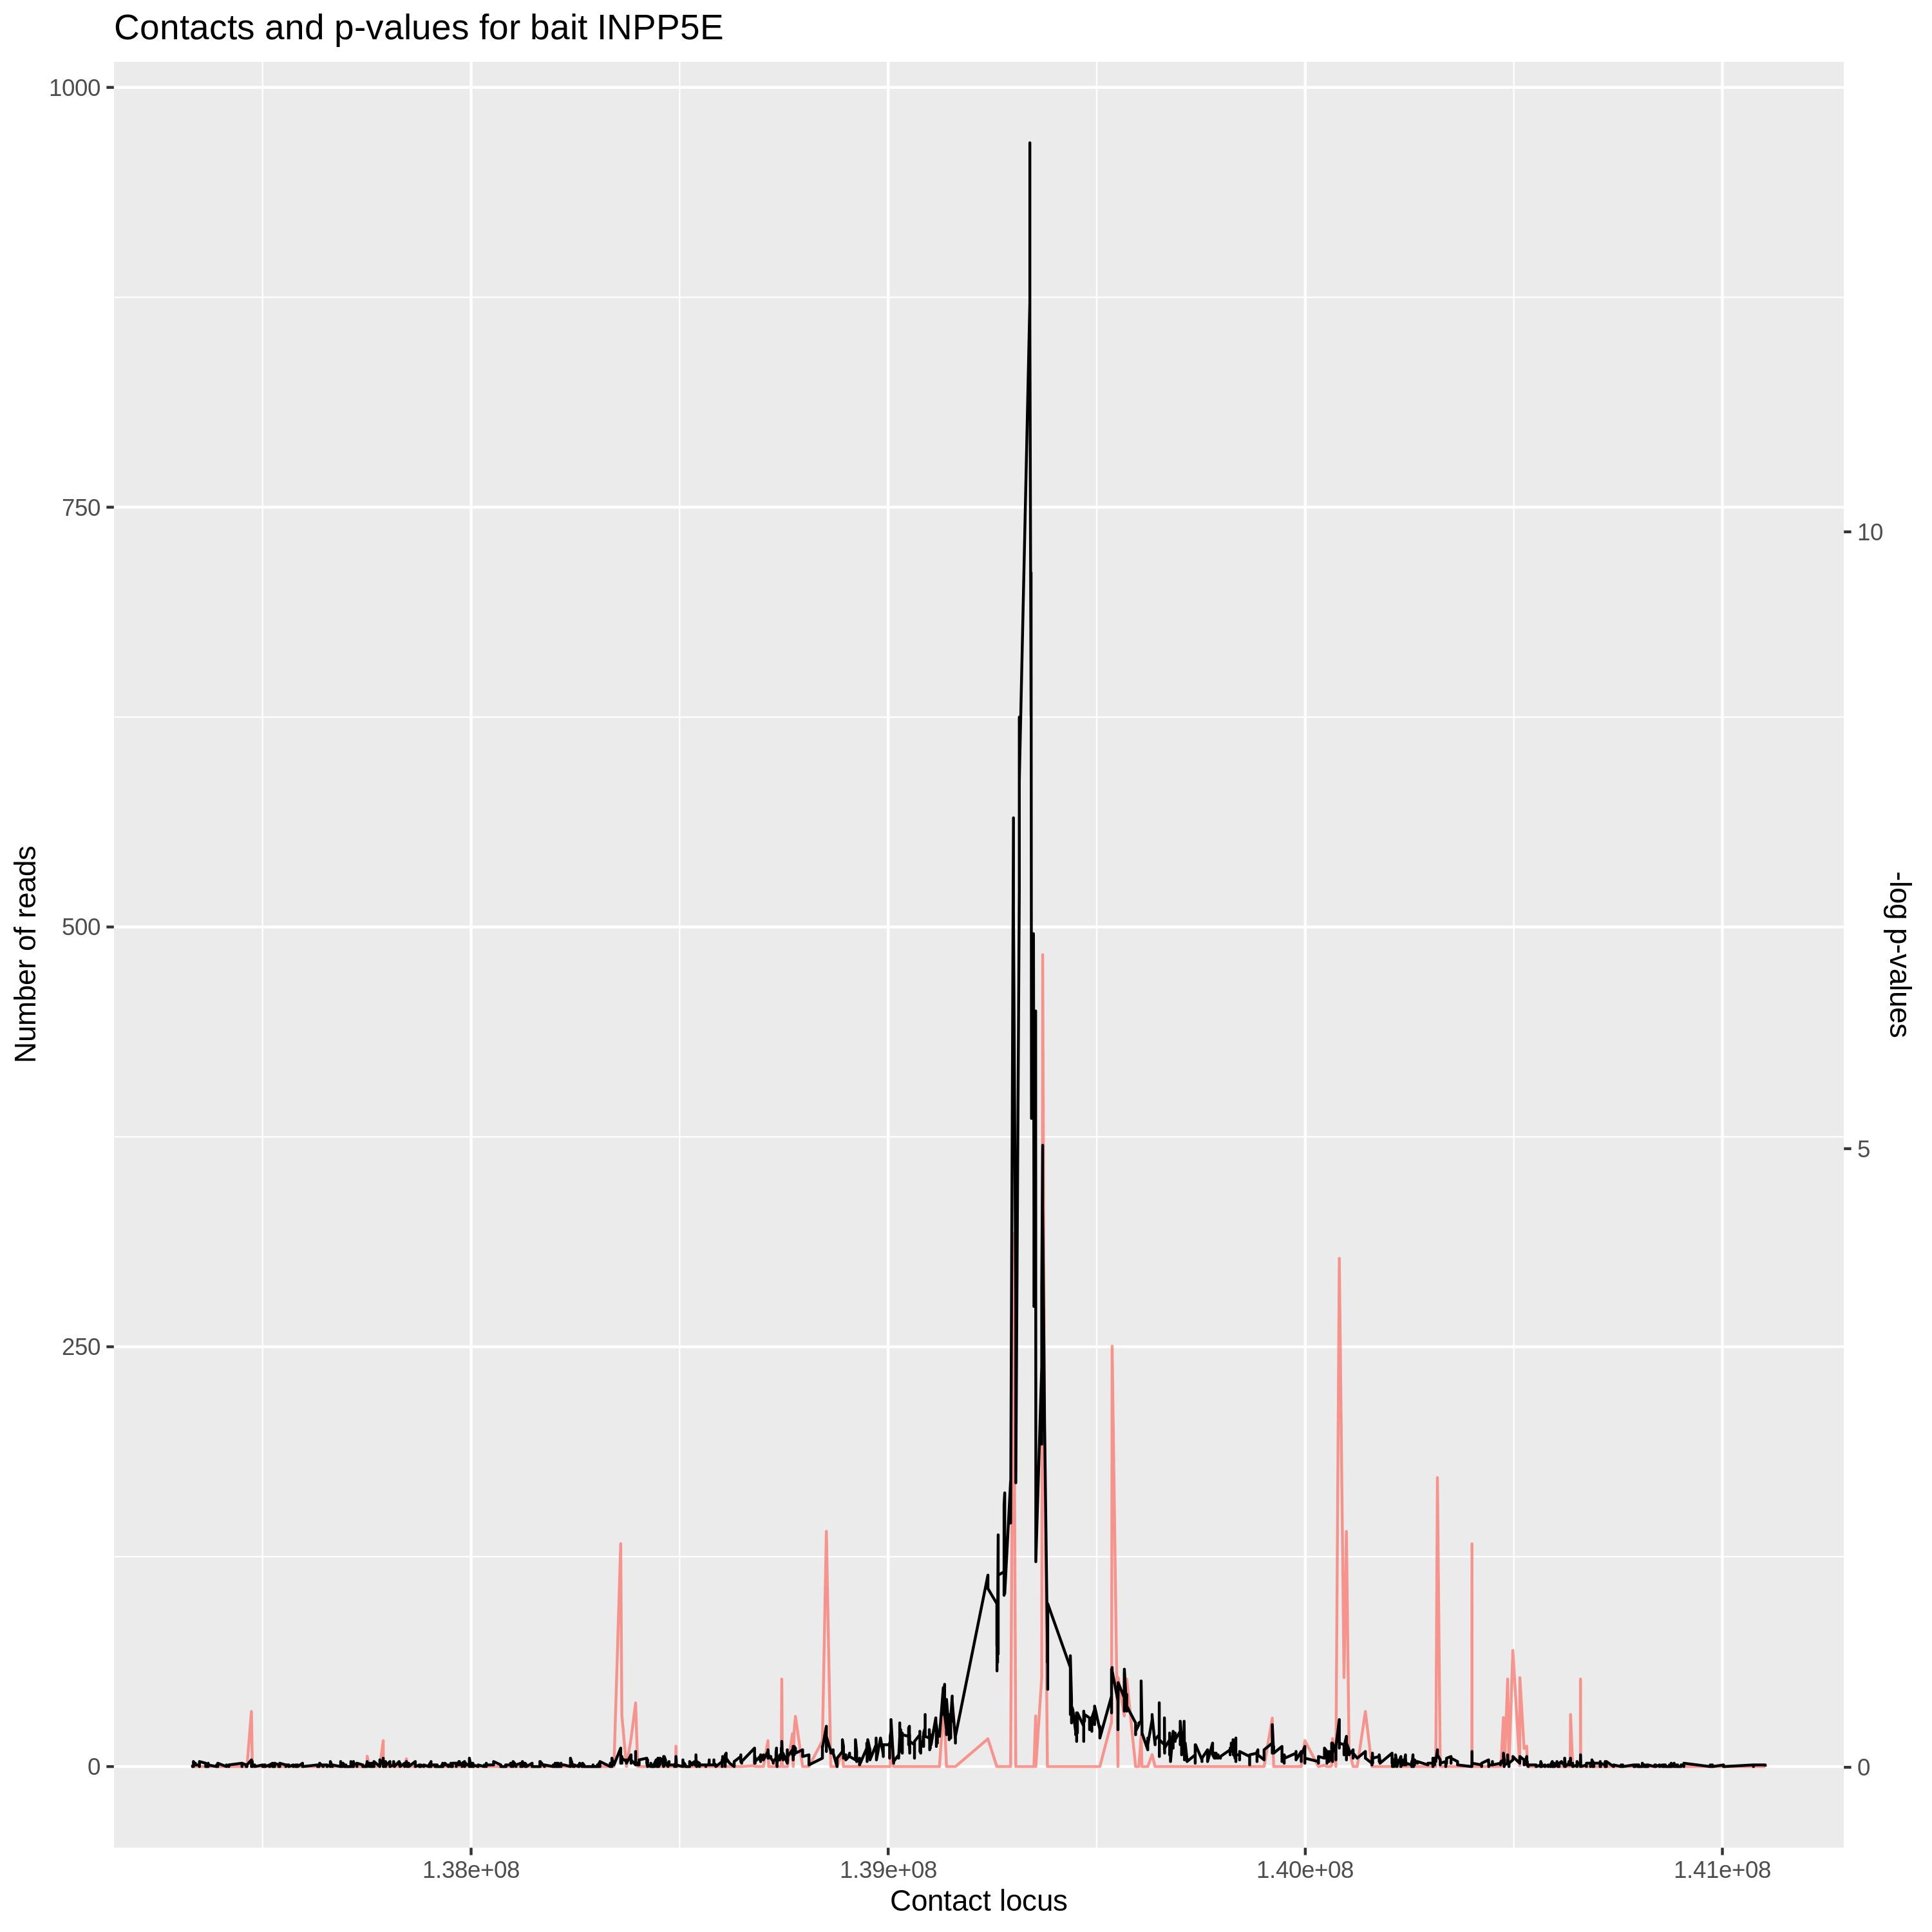 Contacts and p-values for bait INPP5E
1000
750
500
250
0
Number of reads
10
5
0
-log p-values
1.38e+08
1.39e+08
1.40e+08
1.41e+08
Contact locus